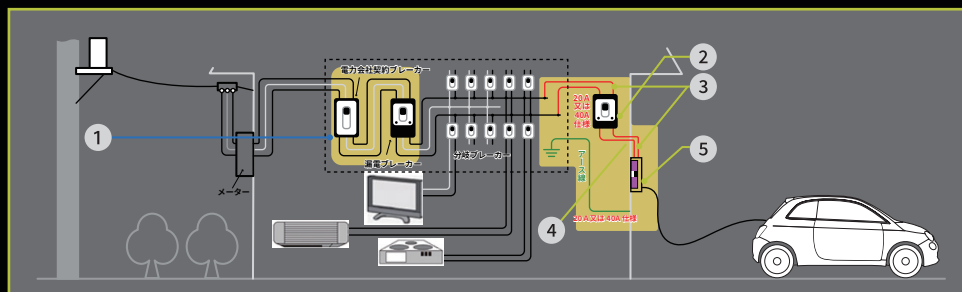 電力会社契約ブレーカー
2
3
20A
又は
40A
仕様
1
分岐ブレーカー
漏電ブレーカー
アース線
5
メーター
20A又は40A仕様
4